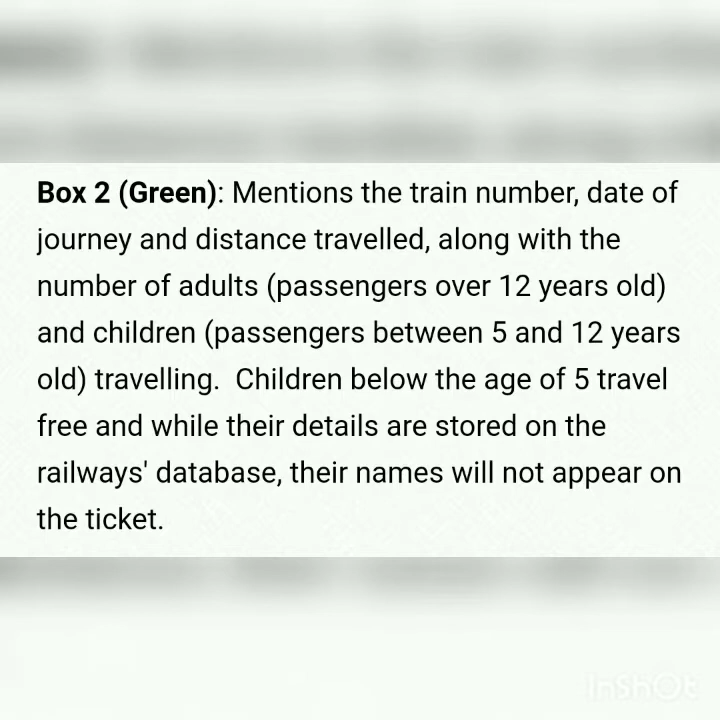 Box 2 (Green): Mentions the train number, date of
journey and distance travelled, along with the
number of adults (passengers over 12 years old)
and children (passengers between 5 and 12 years
old) travelling.  Children below the age of 5 travel
free and while their details are stored on the
railways' database, their names will not appear on
the ticket.
InShOt